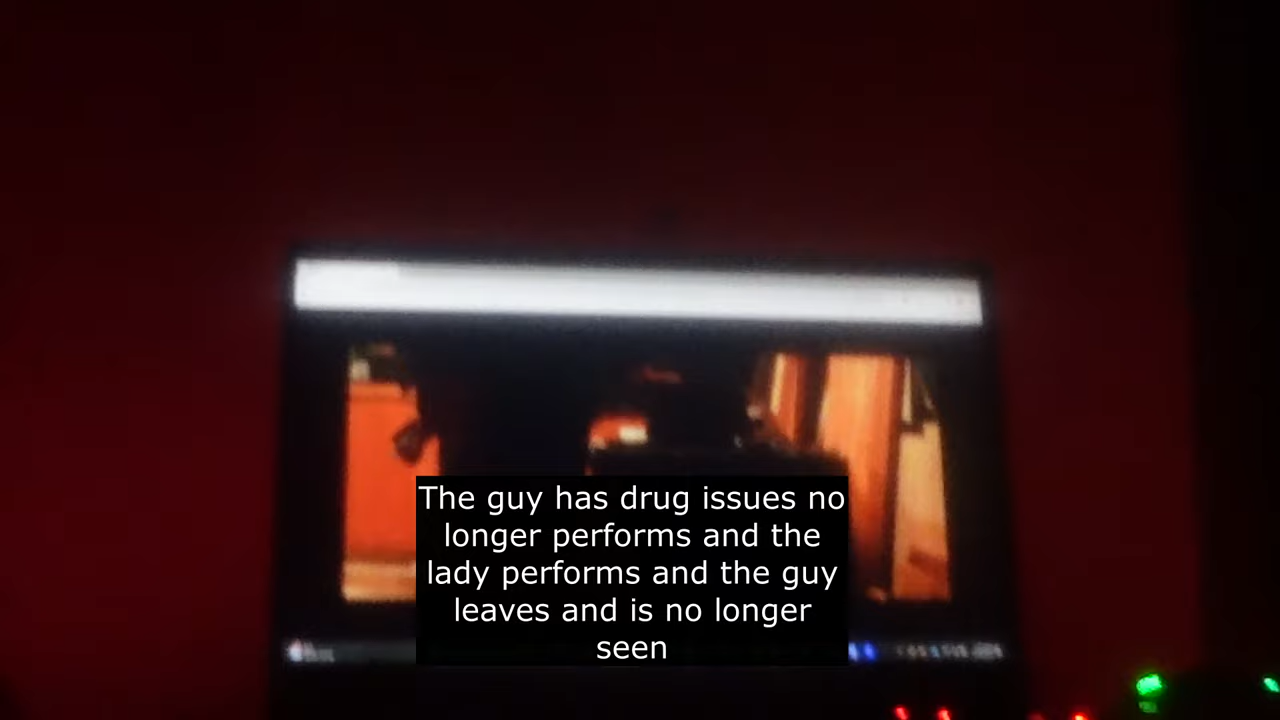 The guy has drug issues no
longer performs and the
lady performs and the guy
leaves and is no longer
seen